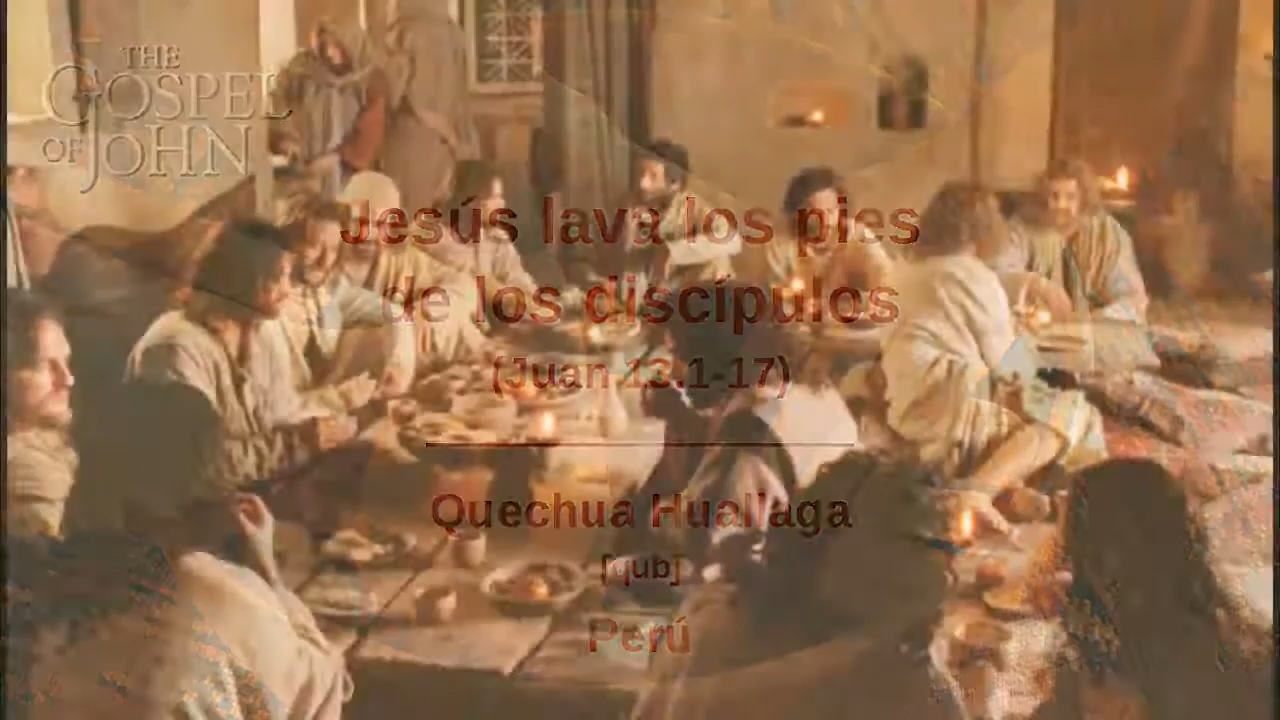 THE
GOSPEL
OF JOHN
Jesús lava los pies
de los discípulos
(Juan 13.1-17)
Quechua Huallaga
[qub]
Perú